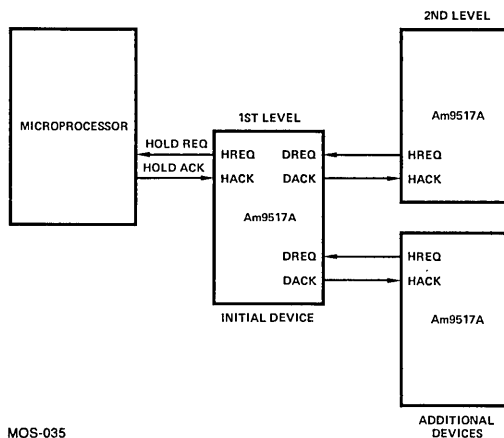 2ND LEVEL
Am9517A
HREQ
HACK
MICROPROCESSOR
HOLD REQ
HOLD ACK
1ST LEVEL
HREQ DREQ
HACK DACK
Am9517A
DREQ
DACK
INITIAL DEVICE
HREQ
HACK
Am9517A
ADDITIONAL
DEVICES
MOS-035